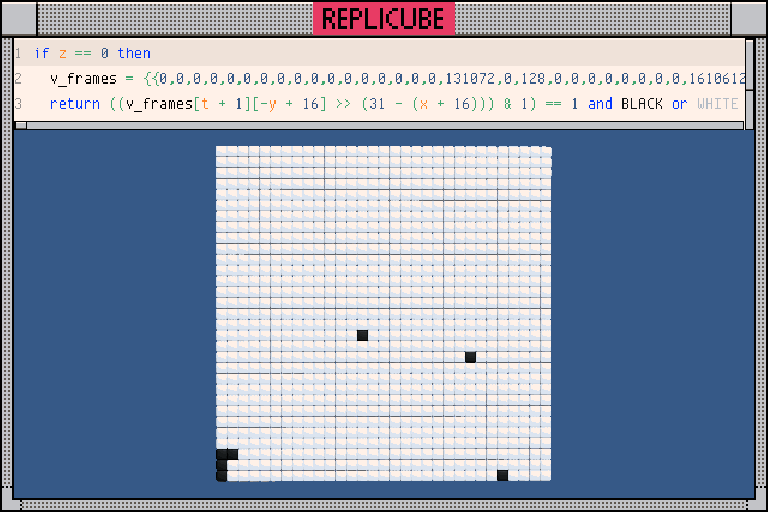 REPLICUBE
1 if z == 0 then
2 v_frames = {{0,0,0,0,0,0,0,0,0,0,0,0,0,0,0,0,0,131072,0,128,0,0,0,0,0,0,0,0,1610612
3 return ((v_frames[t + 1][-y + 16] >> (31 - (x + 16))) & 1) == 1 and BLACK or WHITE